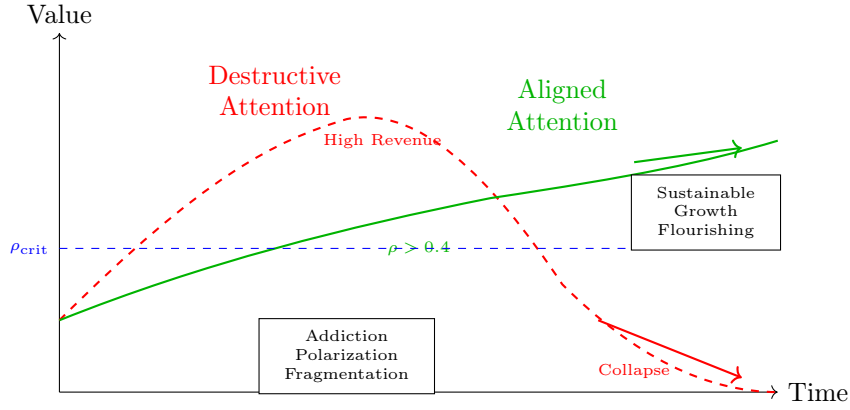 Value
Destructive
Attention
Aligned
Attention
High Revenue
Sustainable
Growth
Flourishing
ρcrit
ρ > 0.4
Addiction
Polarization
Fragmentation
Collapse
Time